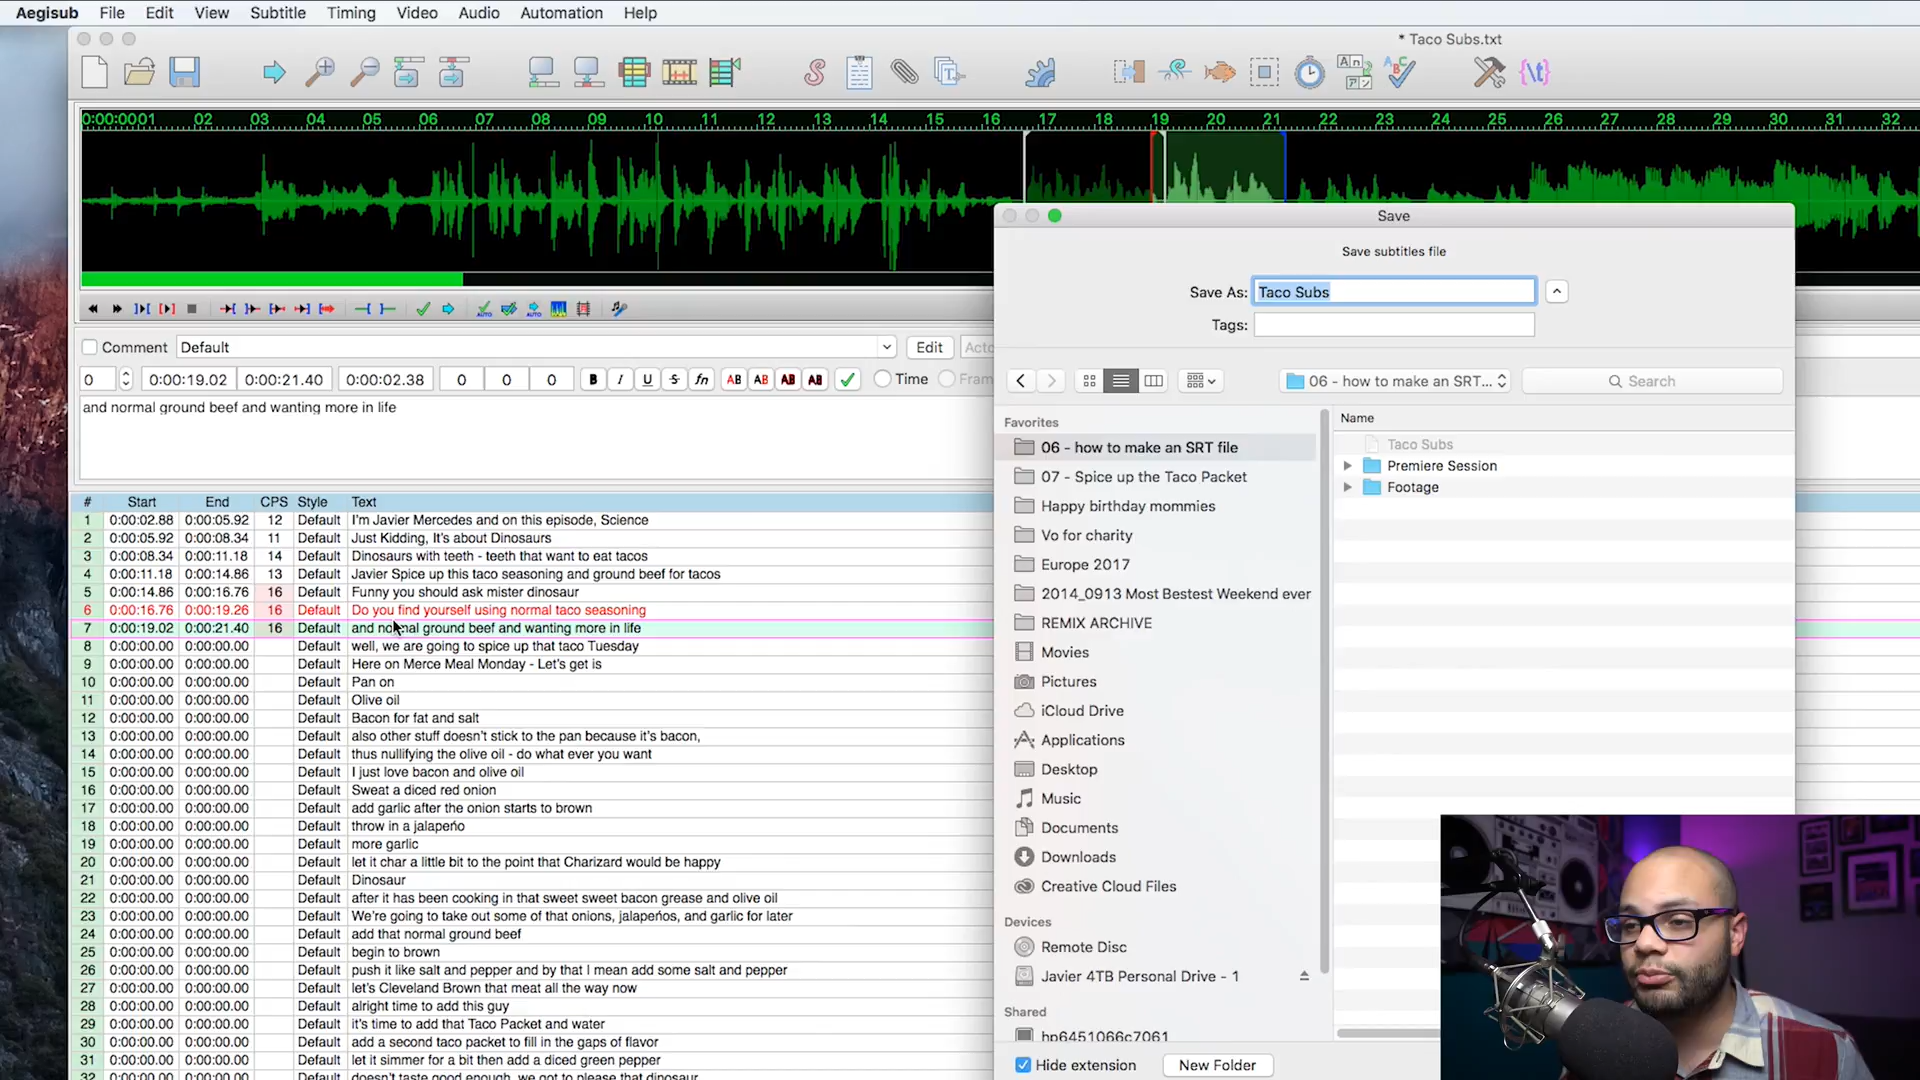 Aegisub File Edit View Subtitle Timing Video Audio Automation Help
* Taco Subs.txt
0:00:00 01 02 03 04 05 06 07 08 09 10 11 12 13 14 15 16 17 18 19 20 21 22 23 24 25 26 27 28 29 30 31 32
Save
Save subtitles file
Save As: Taco Subs
Tags:
Comment Default Edit Acto
0 0:00:19.02 0:00:21.40 0:00:02.38 0 0 0 B I U S fn AB AB AB AB Time Fram
and normal ground beef and wanting more in life
06 - how to make an SRT... Search
Favorites
06 - how to make an SRT file
07 - Spice up the Taco Packet
Happy birthday mommies
Vo for charity
Europe 2017
2014_0913 Most Bestest Weekend ever
REMIX ARCHIVE
Movies
Pictures
iCloud Drive
Applications
Desktop
Music
Documents
Downloads
Creative Cloud Files
Devices
Remote Disc
Javier 4TB Personal Drive - 1
Shared
hp6451066c7061
Name
Taco Subs
Premiere Session
Footage
Hide extension New Folder
# Start End CPS Style Text
1 0:00:02.88 0:00:05.92 12 Default I'm Javier Mercedes and on this episode, Science
2 0:00:05.92 0:00:08.34 11 Default Just Kidding, It's about Dinosaurs
3 0:00:08.34 0:00:11.18 14 Default Dinosaurs with teeth - teeth that want to eat tacos
4 0:00:11.18 0:00:14.86 13 Default Javier Spice up this taco seasoning and ground beef for tacos
5 0:00:14.86 0:00:16.76 16 Default Funny you should ask mister dinosaur
6 0:00:16.76 0:00:19.26 16 Default Do you find yourself using normal taco seasoning
7 0:00:19.02 0:00:21.40 16 Default and normal ground beef and wanting more in life
8 0:00:00.00 0:00:00.00 Default well, we are going to spice up that taco Tuesday
9 0:00:00.00 0:00:00.00 Default Here on Merce Meal Monday - Let's get is
10 0:00:00.00 0:00:00.00 Default Pan on
11 0:00:00.00 0:00:00.00 Default Olive oil
12 0:00:00.00 0:00:00.00 Default Bacon for fat and salt
13 0:00:00.00 0:00:00.00 Default also other stuff doesn't stick to the pan because it's bacon,
14 0:00:00.00 0:00:00.00 Default thus nullifying the olive oil - do what ever you want
15 0:00:00.00 0:00:00.00 Default I just love bacon and olive oil
16 0:00:00.00 0:00:00.00 Default Sweat a diced red onion
17 0:00:00.00 0:00:00.00 Default add garlic after the onion starts to brown
18 0:00:00.00 0:00:00.00 Default throw in a jalapeño
19 0:00:00.00 0:00:00.00 Default more garlic
20 0:00:00.00 0:00:00.00 Default let it char a little bit to the point that Charizard would be happy
21 0:00:00.00 0:00:00.00 Default Dinosaur
22 0:00:00.00 0:00:00.00 Default after it has been cooking in that sweet sweet bacon grease and olive oil
23 0:00:00.00 0:00:00.00 Default We're going to take out some of that onions, jalapeños, and garlic for later
24 0:00:00.00 0:00:00.00 Default add that normal ground beef
25 0:00:00.00 0:00:00.00 Default begin to brown
26 0:00:00.00 0:00:00.00 Default push it like salt and pepper and by that I mean add some salt and pepper
27 0:00:00.00 0:00:00.00 Default let's Cleveland Brown that meat all the way now
28 0:00:00.00 0:00:00.00 Default alright time to add this guy
29 0:00:00.00 0:00:00.00 Default it's time to add that Taco Packet and water
30 0:00:00.00 0:00:00.00 Default add a second taco packet to fill in the gaps of flavor
31 0:00:00.00 0:00:00.00 Default let it simmer for a bit then add a diced green pepper
32 0:00:00.00 0:00:00.00 Default doesn't taste good enough, we got to please that dinosaur